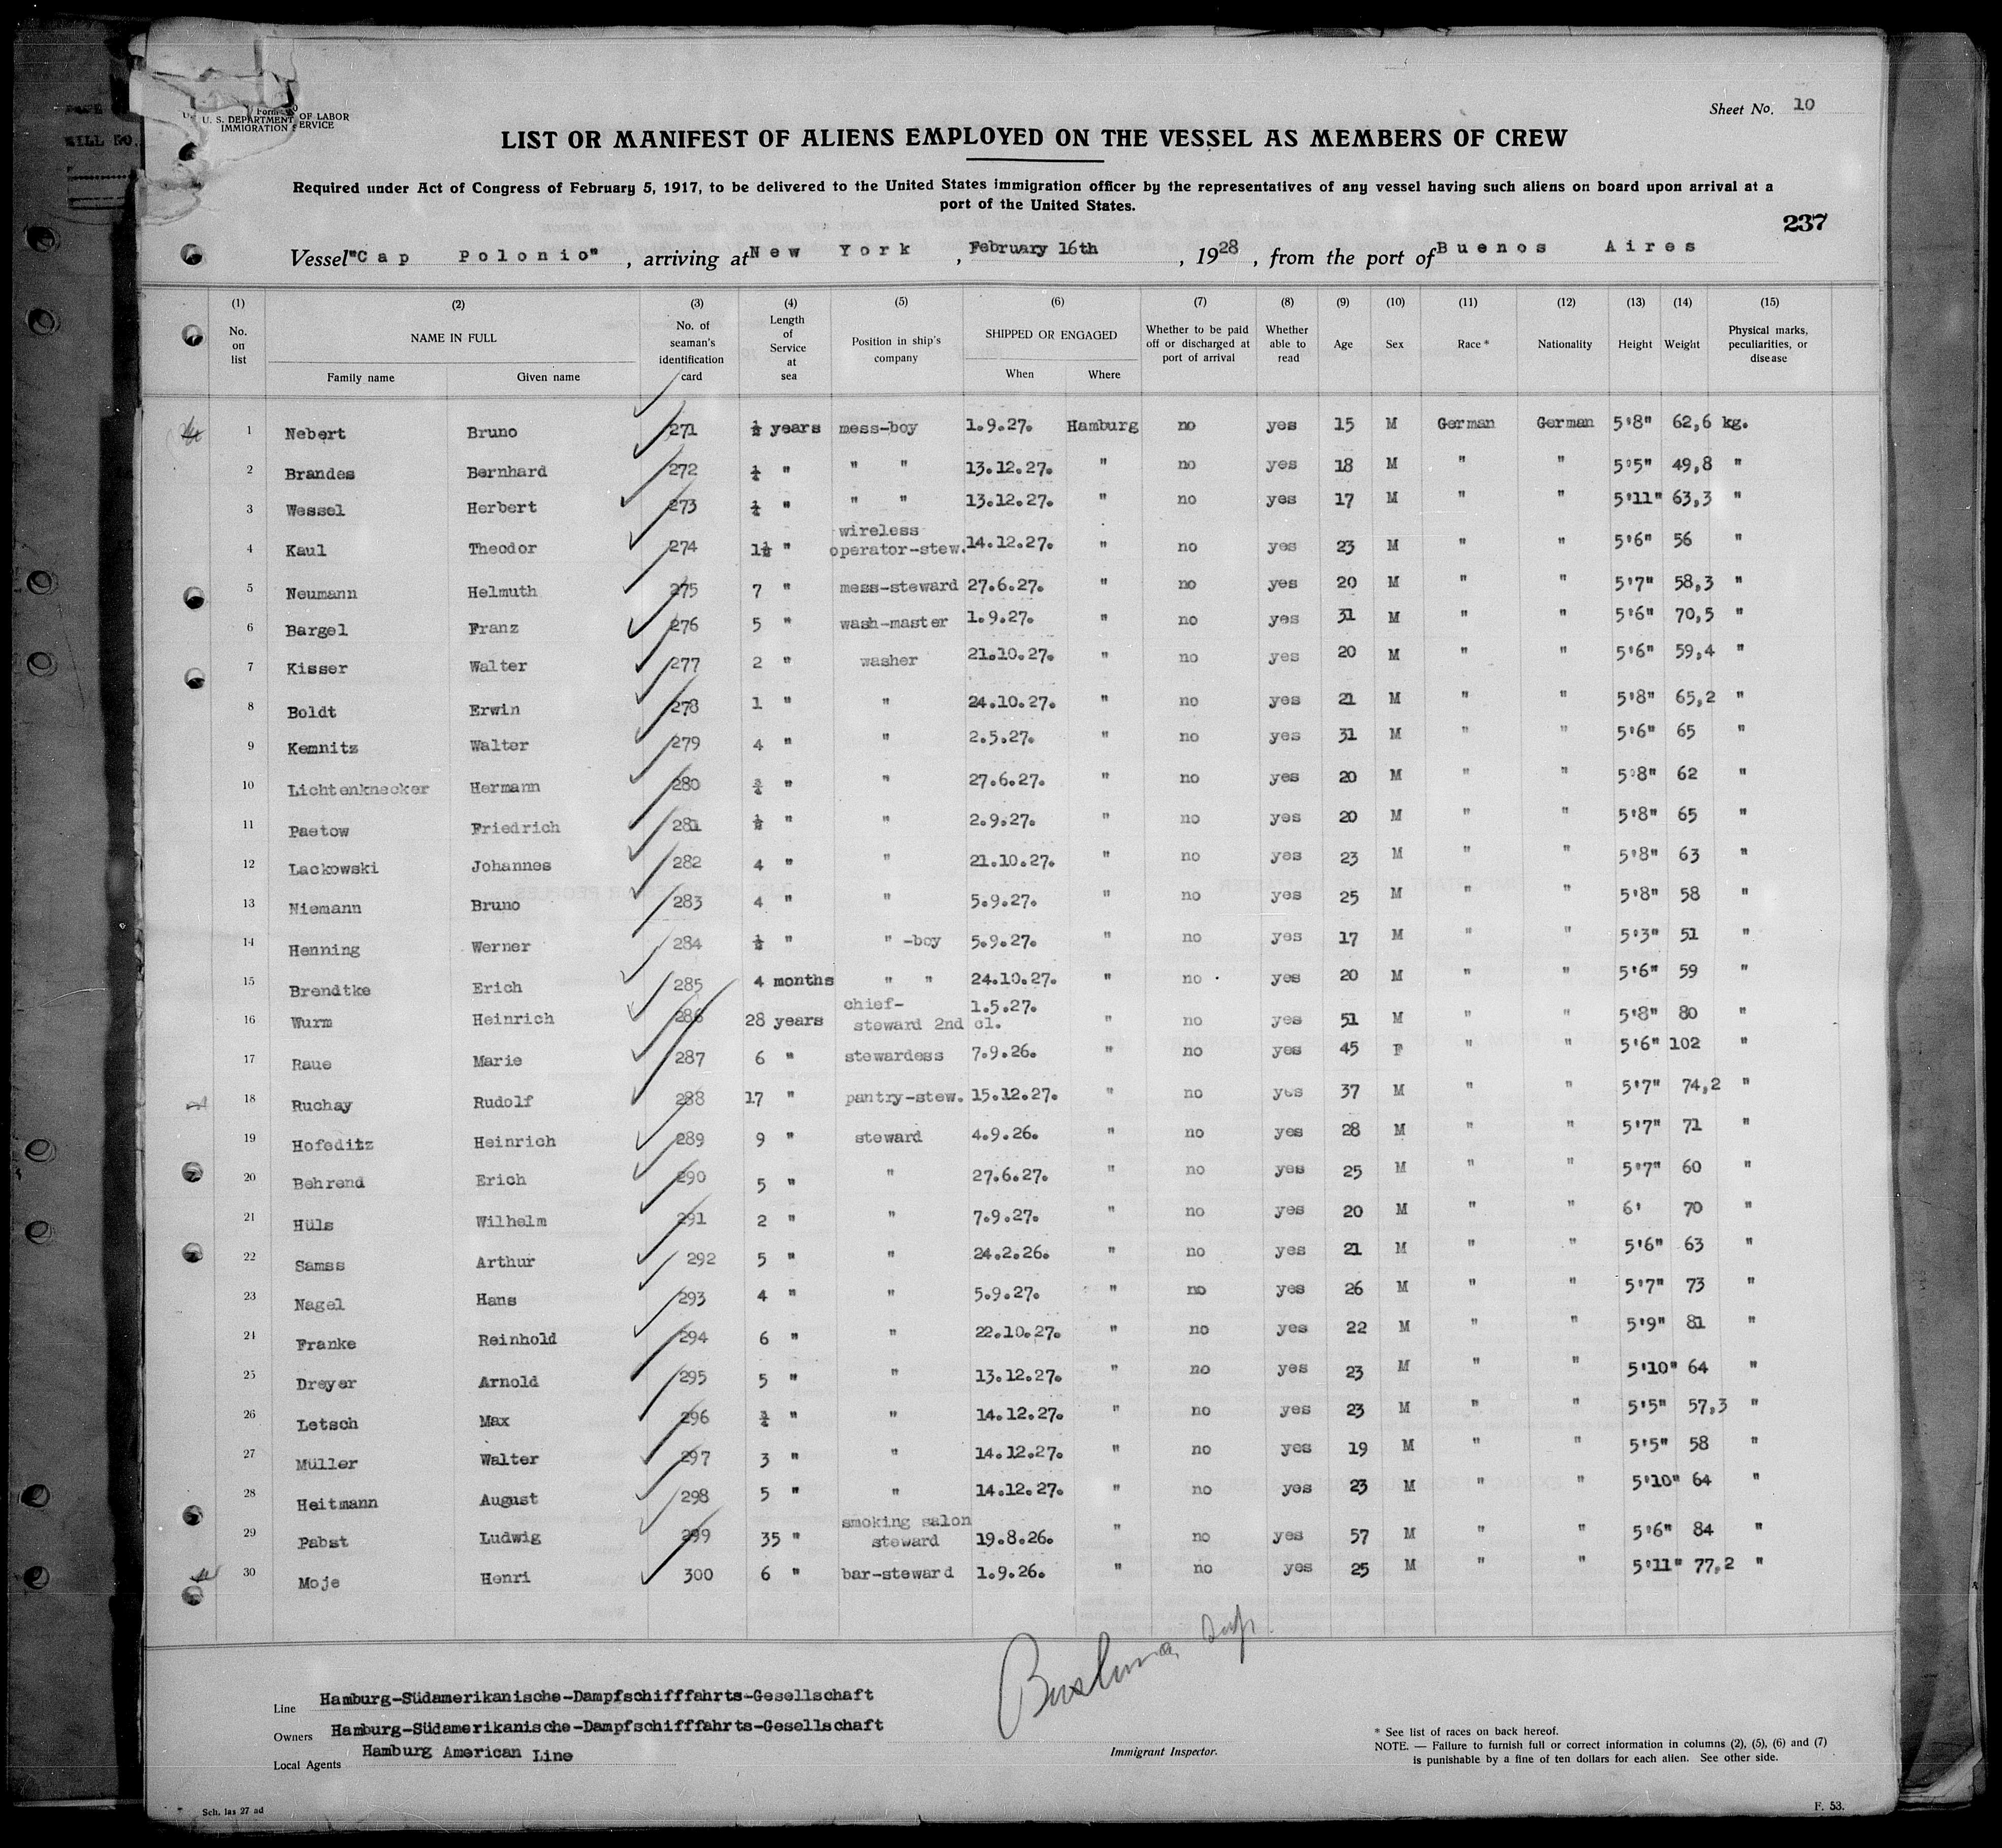 Form
U. S. DEPARTMENT OF LABOR
IMMIGRATION SERVICE
Sheet No. 10
LIST OR MANIFEST OF ALIENS EMPLOYED ON THE VESSEL AS MEMBERS OF CREW
Required under Act of Congress of February 5, 1917, to be delivered to the United States immigration officer by the representatives of any vessel having such aliens on board upon arrival at a
port of the United States.
237
Vessel "Cap Polonio" , arriving at New York , February 16th , 1928 , from the port of Buenos Aires
(1) (2) (3) (4) (5) (6) (7) (8) (9) (10) (11) (12) (13) (14) (15)
No. on list NAME IN FULL Family name Given name No. of seaman's identification card Length of Service at sea Position in ship's company SHIPPED OR ENGAGED When Where Whether to be paid off or discharged at port of arrival Whether able to read Age Sex Race * Nationality Height Weight Physical marks, peculiarities, or disease
1 Nebert Bruno 271 ½ years mess-boy 1.9.27. Hamburg no yes 15 M German German 5'8" 62,6 kg.
2 Brandes Bernhard 272 ¼ " " " 13.12.27. " no yes 18 M " " 5'5" 49,8 "
3 Wessel Herbert 273 ¼ " " " 13.12.27. " no yes 17 M " " 5'11" 63,3 "
4 Kaul Theodor 274 1½ " wireless operator-stew. 14.12.27. " no yes 23 M " " 5'6" 56 "
5 Neumann Helmuth 275 7 " mess-steward 27.6.27. " no yes 20 M " " 5'7" 58,3 "
6 Bargel Franz 276 5 " wash-master 1.9.27. " no yes 31 M " " 5'6" 70,5 "
7 Kisser Walter 277 2 " washer 21.10.27. " no yes 20 M " " 5'6" 59,4 "
8 Boldt Erwin 278 1 " " 24.10.27. " no yes 21 M " " 5'8" 65,2 "
9 Kemnitz Walter 279 4 " " 2.5.27. " no yes 31 M " " 5'6" 65 "
10 Lichtenknecker Hermann 280 ¾ " " 27.6.27. " no yes 20 M " " 5'8" 62 "
11 Paetow Friedrich 281 ½ " " 2.9.27. " no yes 20 M " " 5'8" 65 "
12 Lackowski Johannes 282 4 " " 21.10.27. " no yes 23 M " " 5'8" 63 "
13 Niemann Bruno 283 4 " " 5.9.27. " no yes 25 M " " 5'8" 58 "
14 Henning Werner 284 ½ " " -boy 5.9.27. " no yes 17 M " " 5'3" 51 "
15 Brendtke Erich 285 4 months " " 24.10.27. " no yes 20 M " " 5'6" 59 "
16 Wurm Heinrich 286 28 years chief-steward 2nd cl. 1.5.27. " no yes 51 M " " 5'8" 80 "
17 Raue Marie 287 6 " stewardess 7.9.26. " no yes 45 F " " 5'6" 102 "
18 Ruchay Rudolf 288 17 " pantry-stew. 15.12.27. " no yes 37 M " " 5'7" 74,2 "
19 Hofeditz Heinrich 289 9 " steward 4.9.26. " no yes 28 M " " 5'7" 71 "
20 Behrend Erich 290 5 " " 27.6.27. " no yes 25 M " " 5'7" 60 "
21 Hüls Wilhelm 291 2 " " 7.9.27. " no yes 20 M " " 6' 70 "
22 Samss Arthur 292 5 " " 24.2.26. " no yes 21 M " " 5'6" 63 "
23 Nagel Hans 293 4 " " 5.9.27. " no yes 26 M " " 5'7" 73 "
24 Franke Reinhold 294 6 " " 22.10.27. " no yes 22 M " " 5'9" 81 "
25 Dreyer Arnold 295 5 " " 13.12.27. " no yes 23 M " " 5'10" 64 "
26 Letsch Max 296 ¾ " " 14.12.27. " no yes 23 M " " 5'5" 57,3 "
27 Müller Walter 297 3 " " 14.12.27. " no yes 19 M " " 5'5" 58 "
28 Heitmann August 298 5 " " 14.12.27. " no yes 23 M " " 5'10" 64 "
29 Pabst Ludwig 299 35 " smoking salon steward 19.8.26. " no yes 57 M " " 5'6" 84 "
30 Moje Henri 300 6 " bar-steward 1.9.26. " no yes 25 M " " 5'11" 77,2 "
Line Hamburg-Südamerikanische-Dampfschifffahrts-Gesellschaft
Owners Hamburg-Südamerikanische-Dampfschifffahrts-Gesellschaft
Local Agents Hamburg American Line
Immigrant Inspector.
* See list of races on back hereof.
NOTE. — Failure to furnish full or correct information in columns (2), (5), (6) and (7)
is punishable by a fine of ten dollars for each alien. See other side.
Sch. las 27 ad
F. 53.